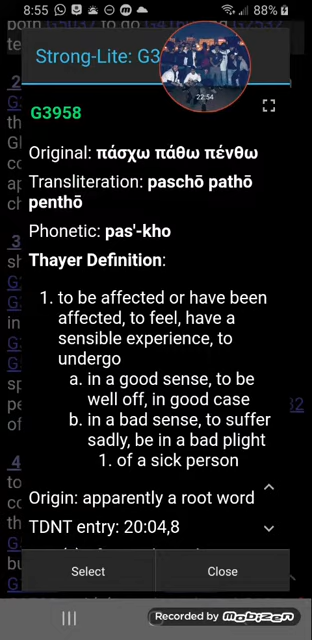 8:55
88%
Strong-Lite: G3
22:54
G3958
Original: πάσχω πάθω πένθω
Transliteration: paschō pathō
penthō
Phonetic: pas'-kho
Thayer Definition:
1. to be affected or have been
affected, to feel, have a
sensible experience, to
undergo
a. in a good sense, to be
well off, in good case
b. in a bad sense, to suffer
sadly, be in a bad plight
1. of a sick person
Origin: apparently a root word
TDNT entry: 20:04,8
Select Close
Recorded by Mobizen